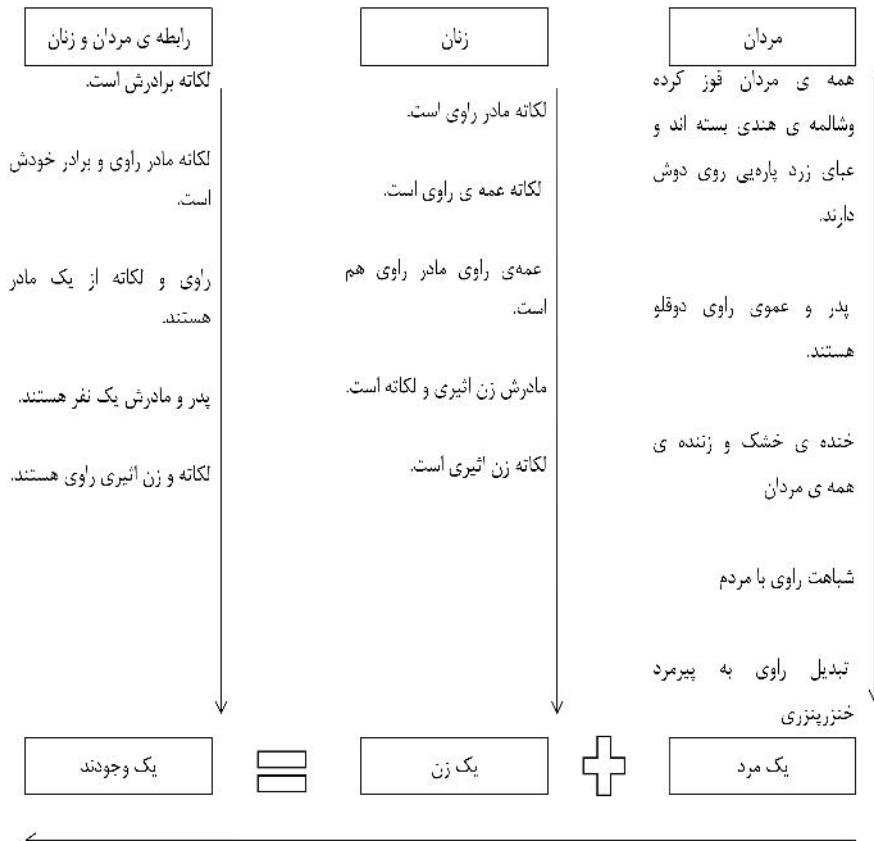 مردان
همه ی مردان قوز کرده
وشالمه ی هندی بسته اند و
عبای زرد پاره‌یی روی دوش
دارند.
پدر و عموی راوی دوقلو
هستند.
خنده ی خشک و زننده ی
همه ی مردان
شباهت راوی با مردم
تبدیل راوی به پیرمرد
خنزرپنزری
یک مرد
زنان
لکاته مادر راوی است.
لکاته عمه ی راوی است.
عمه‌ی راوی مادر راوی هم
است.
مادرش زن اثیری و لکاته است.
لکاته زن اثیری است.
یک زن
رابطه ی مردان و زنان
لکاته برادرش است.
لکاته مادر راوی و برادر خودش
است.
راوی و لکاته از یک مادر
هستند.
پدر و مادرش یک نفر هستند.
لکاته و زن اثیری راوی هستند.
یک وجودند